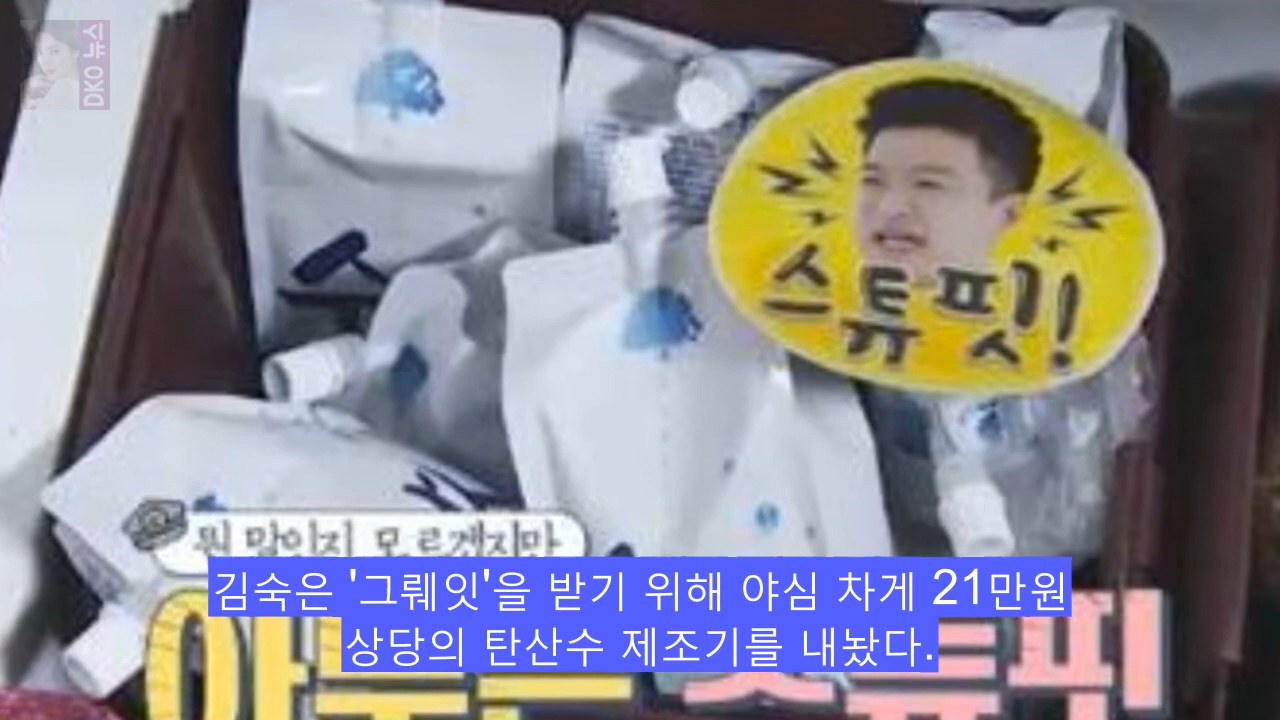 DKO 뉴스
스튜핏!
뭔 말인지 모르겠지만
김숙은 '그뤠잇'을 받기 위해 야심 차게 21만원
상당의 탄산수 제조기를 내놨다.